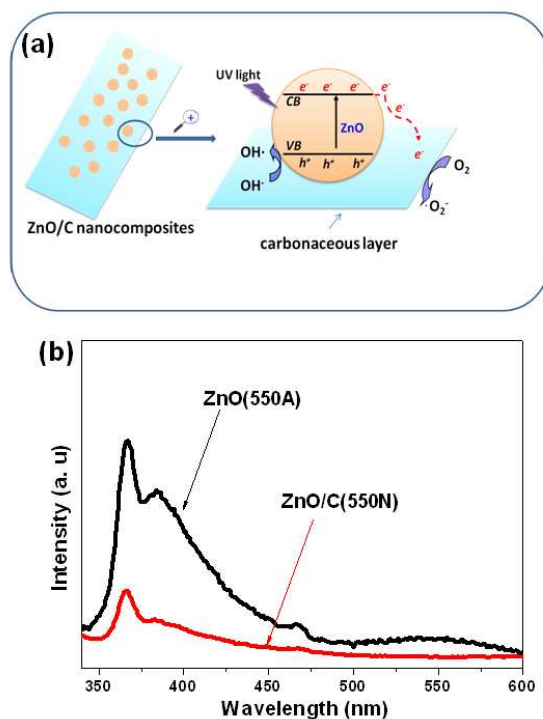 (a)
UV light
e⁻ e⁻ e⁻ e⁻
CB
e⁻
ZnO
e⁻
VB
OH·
h⁺ h⁺ h⁺
O₂
OH⁻
·O₂⁻
ZnO/C nanocomposites
carbonaceous layer
+
(b)
ZnO(550A)
ZnO/C(550N)
Intensity (a. u)
350 400 450 500 550 600
Wavelength (nm)